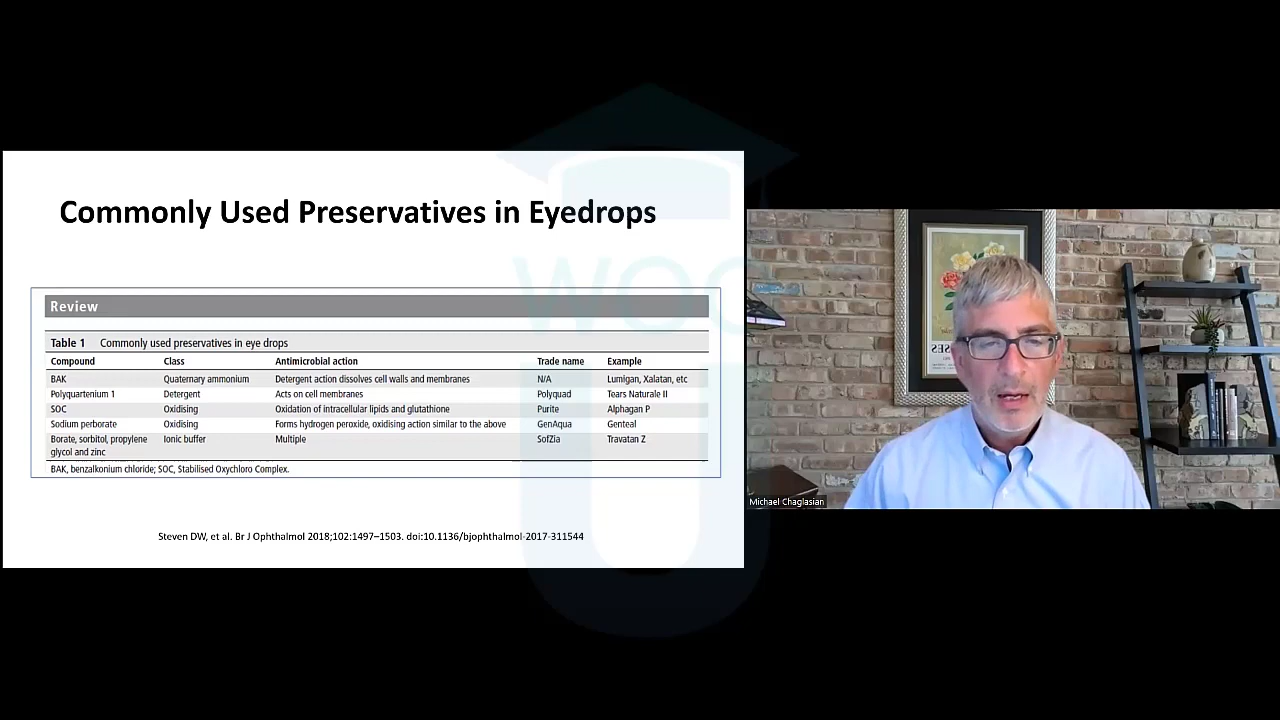 Commonly Used Preservatives in Eyedrops
Review
Table 1 Commonly used preservatives in eye drops
Compound Class Antimicrobial action Trade name Example
BAK Quaternary ammonium Detergent action dissolves cell walls and membranes N/A Lumigan, Xalatan, etc
Polyquartenium 1 Detergent Acts on cell membranes Polyquad Tears Naturale II
SOC Oxidising Oxidation of intracellular lipids and glutathione Purite Alphagan P
Sodium perborate Oxidising Forms hydrogen peroxide, oxidising action similar to the above GenAqua Genteal
Borate, sorbitol, propylene Ionic buffer Multiple SofZia Travatan Z
glycol and zinc
BAK, benzalkonium chloride; SOC, Stabilised Oxychloro Complex.
Steven DW, et al. Br J Ophthalmol 2018;102:1497–1503. doi:10.1136/bjophthalmol-2017-311544
Michael Chaglasian